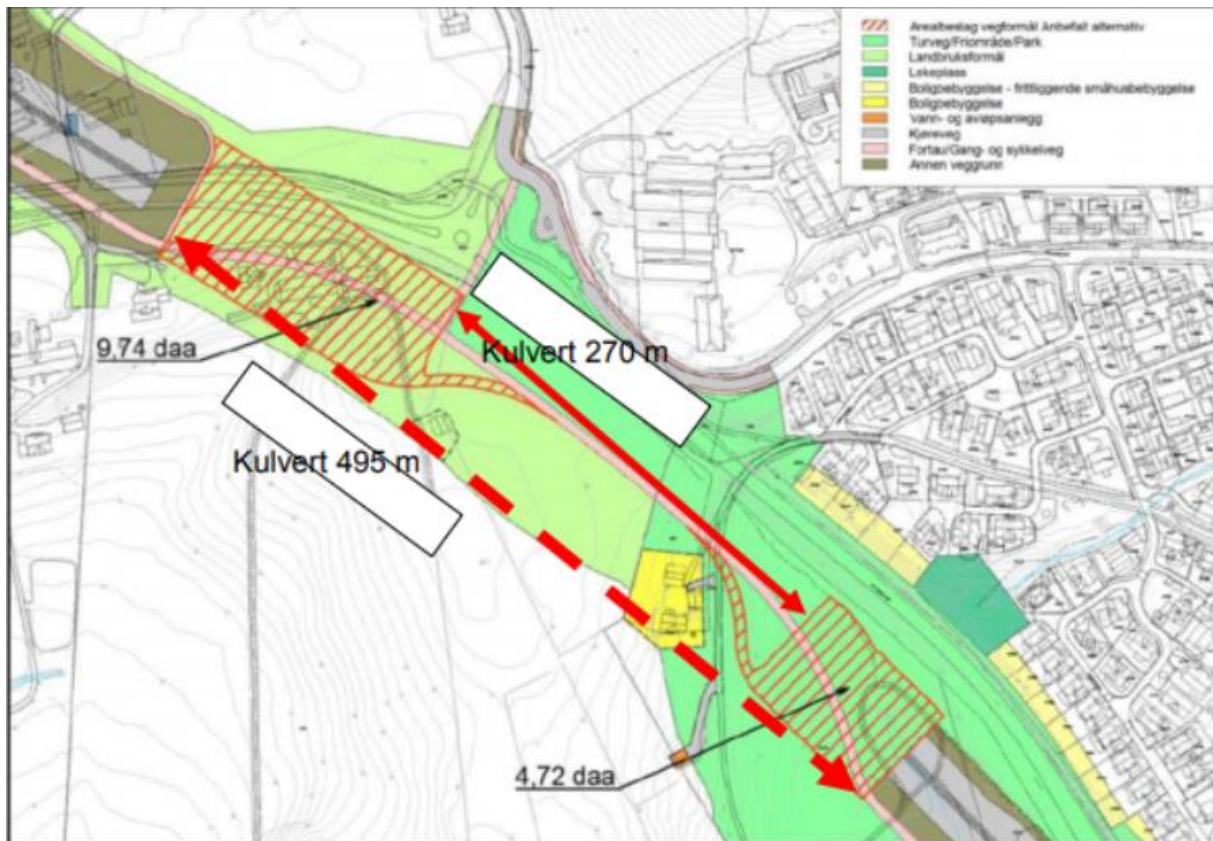 Arealbeslag vegformål Anbefalt alternativ
Turveg/Friområde/Park
Landbruksformål
Lekeplass
Boligbebyggelse - frittliggende småhusbebyggelse
Boligbebyggelse
Vann- og avløpsanlegg
Kjøreveg
Fortau/Gang- og sykkelveg
Annen veggrunn
9,74 daa
Kulvert 270 m
Kulvert 495 m
4,72 daa